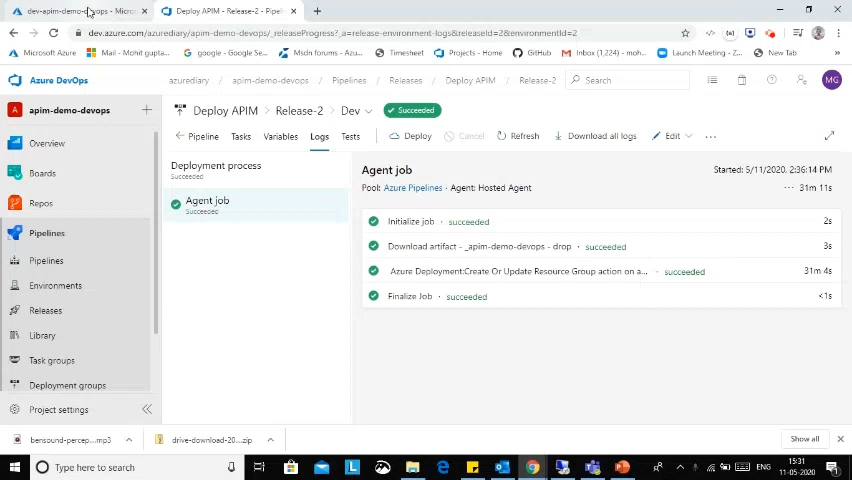 dev-apim-demo-devops - Micro
Deploy APIM - Release-2 - Pipeli
dev.azure.com/azurediary/apim-demo-devops/_releaseProgress?_a=release-environment-logs&releaseId=2&environmentId=2
Microsoft Azure
Mail - Mohit gupta...
google - Google Se...
Msdn forums - Azur...
Timesheet
Projects - Home
GitHub
Inbox (1,224) - moh...
Launch Meeting - Z...
New Tab
Azure DevOps
azurediary / apim-demo-devops / Pipelines / Releases / Deploy APIM / Release-2
Search
MG
A apim-demo-devops
Overview
Boards
Repos
Pipelines
Pipelines
Environments
Releases
Library
Task groups
Deployment groups
Project settings
Deploy APIM > Release-2 > Dev
Succeeded
Pipeline
Tasks
Variables
Logs
Tests
Deploy
Cancel
Refresh
Download all logs
Edit
Deployment process
Succeeded
Agent job
Succeeded
Agent job
Started: 5/11/2020, 2:36:14 PM
Pool: Azure Pipelines · Agent: Hosted Agent
··· 31m 11s
Initialize job · succeeded 2s
Download artifact - _apim-demo-devops - drop · succeeded 3s
Azure Deployment:Create Or Update Resource Group action on a... · succeeded 31m 4s
Finalize Job · succeeded <1s
bensound-percep....mp3
drive-download-20....zip
Show all
Type here to search
ENG
15:31
11-05-2020